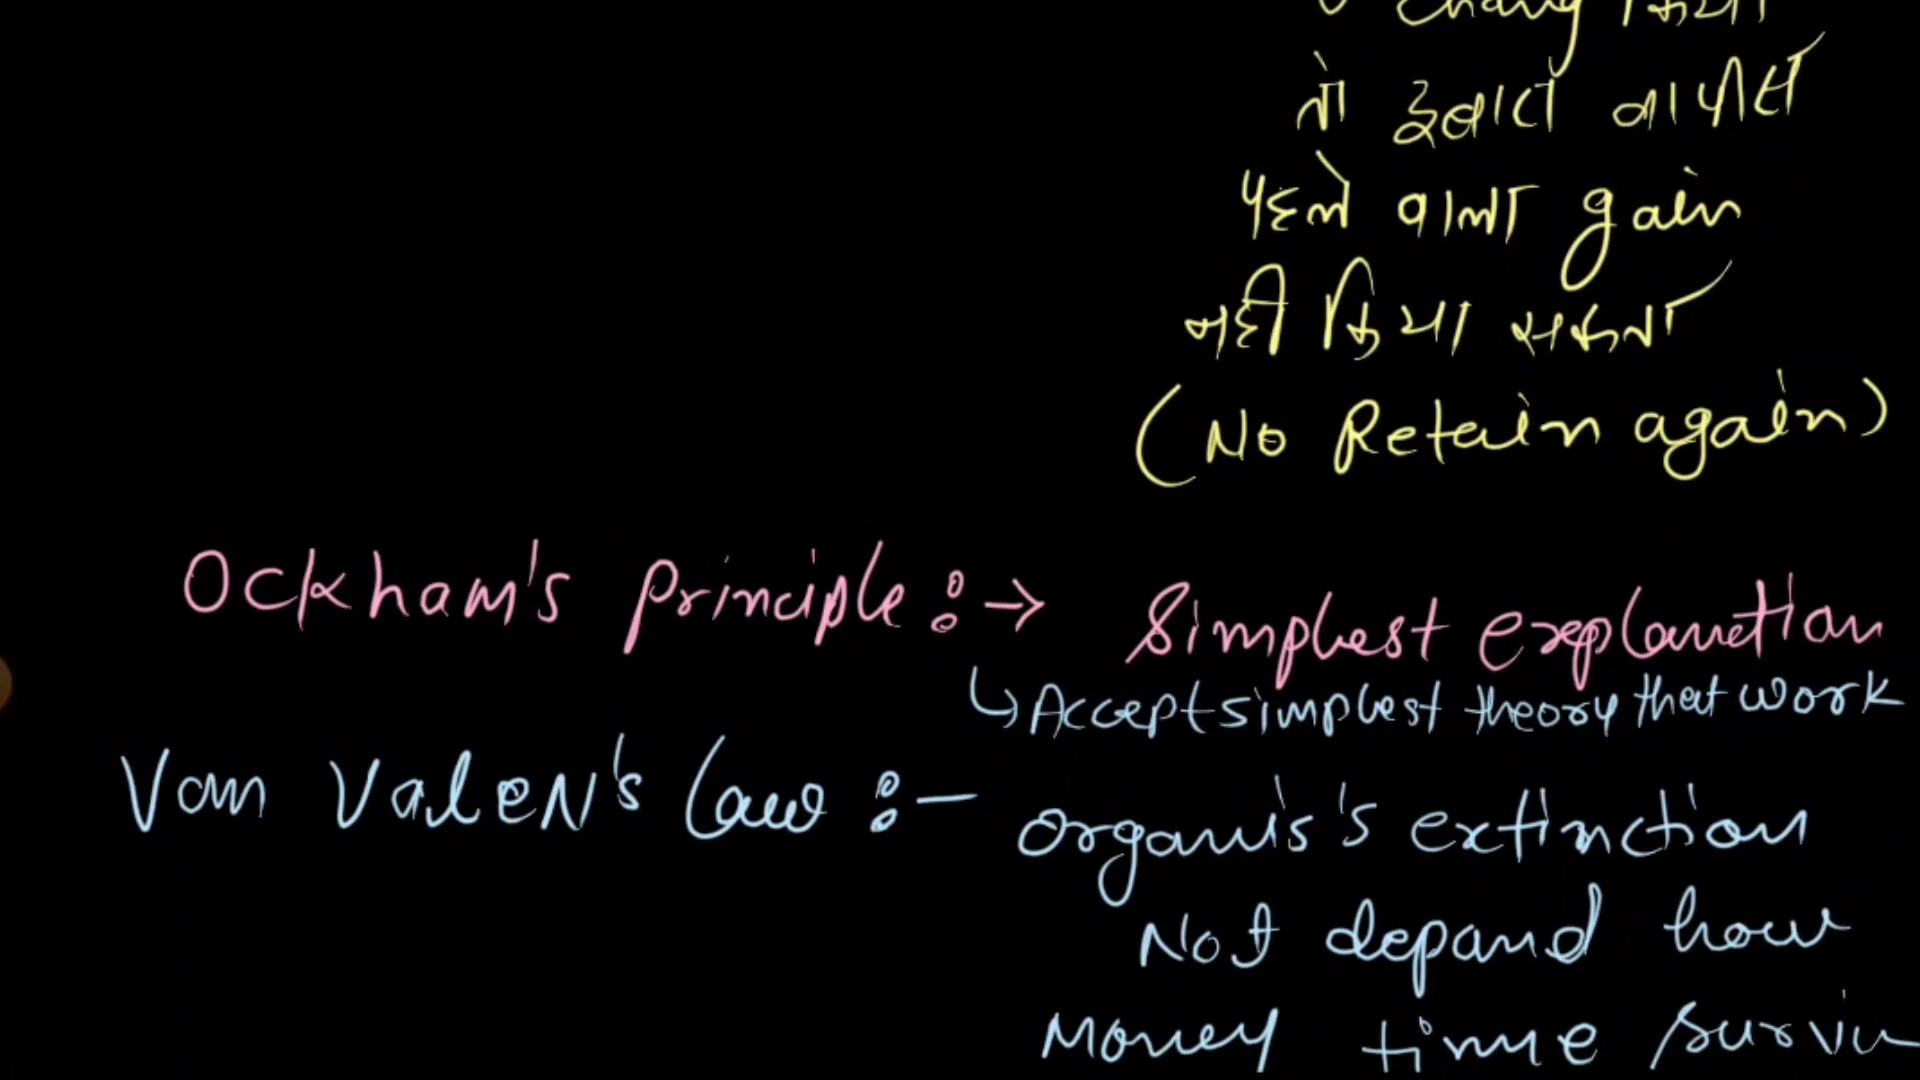 तो दुबारा वापीस
पहले वाला gain
नही किया सकता
(No Retain again)
Ockham's principle :→ Simplest explanation
↳ Accept simplest theory that work
Van Valen's law :- organis's extinction
Not depand how
Money time surviv